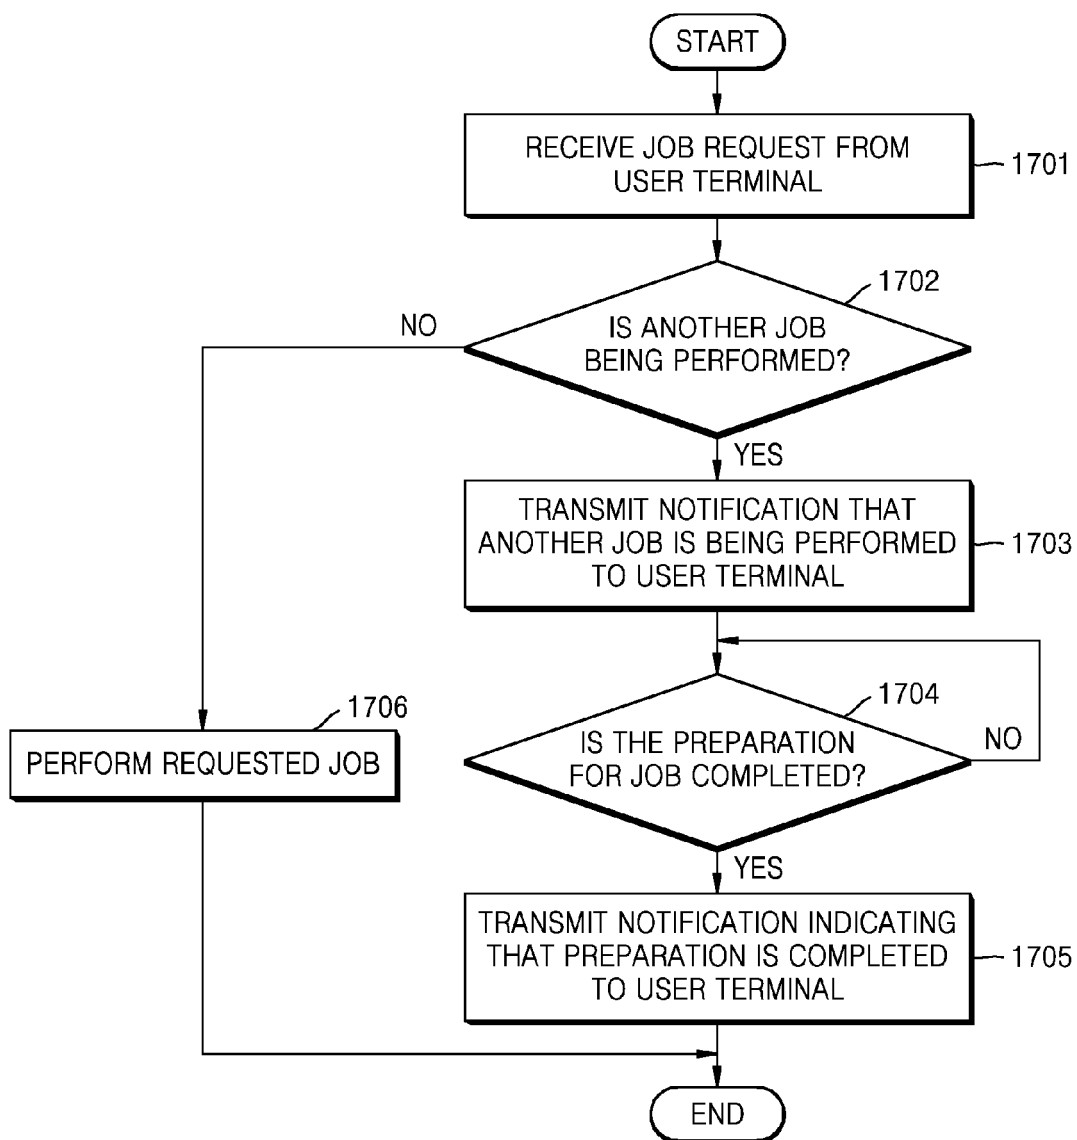 START
RECEIVE JOB REQUEST FROM
USER TERMINAL
1701
1702
IS ANOTHER JOB
BEING PERFORMED?
NO
YES
TRANSMIT NOTIFICATION THAT
ANOTHER JOB IS BEING PERFORMED
TO USER TERMINAL
1703
1704
IS THE PREPARATION
FOR JOB COMPLETED?
NO
1706
PERFORM REQUESTED JOB
YES
TRANSMIT NOTIFICATION INDICATING
THAT PREPARATION IS COMPLETED
TO USER TERMINAL
1705
END